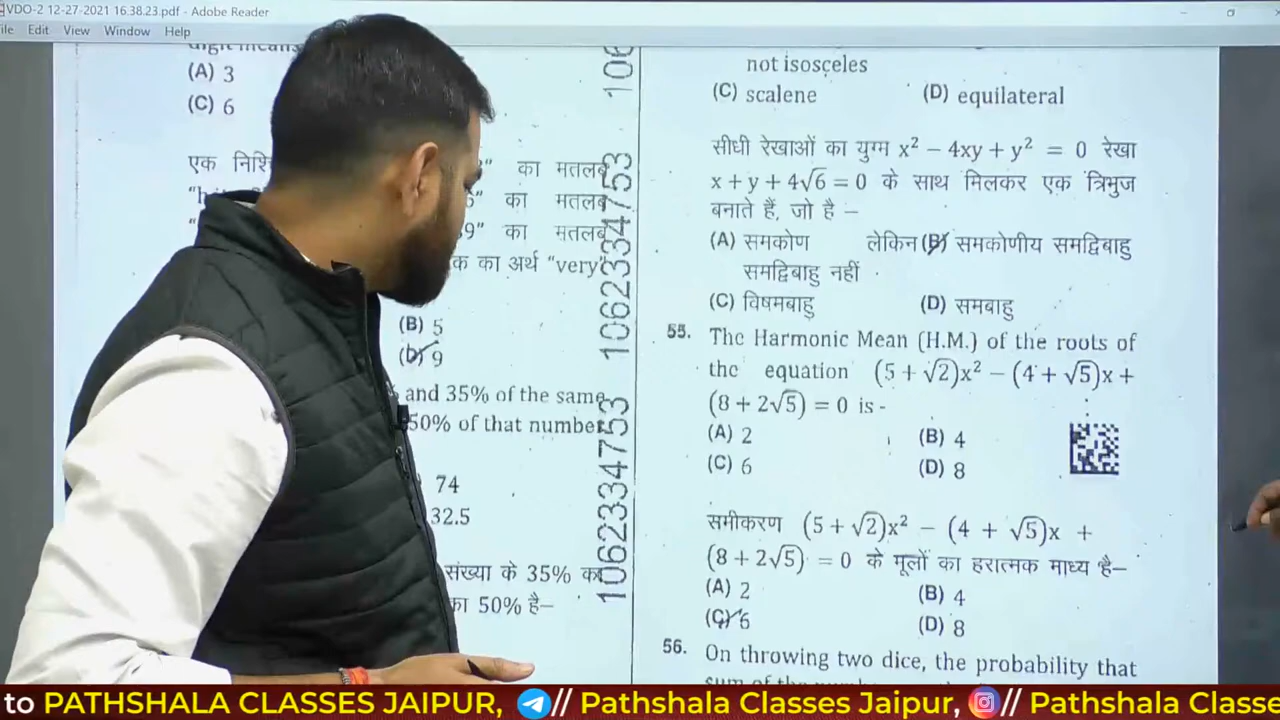 VDO-2 12-27-2021 16.38.23.pdf - Adobe Reader
Edit View Window Help
digit means
(A) 3
(C) 6
एक
का मतलब
का मतलब
का मतलब
का अर्थ "very"
(B) 5
(D) 9
and 35% of the same
50% of that number
74
32.5
संख्या के 35% का
का 50% है–
1062334753
1062334753
106
not isosceles
(C) scalene (D) equilateral
सीधी रेखाओं का युग्म x² − 4xy + y² = 0 रेखा
x + y + 4√6 = 0 के साथ मिलकर एक त्रिभुज
बनाते हैं, जो है –
(A) समकोण लेकिन (B) समकोणीय समद्विबाहु
समद्विबाहु नहीं
(C) विषमबाहु (D) समबाहु
55. The Harmonic Mean (H.M.) of the roots of
the equation (5 + √2)x² − (4 + √5)x +
(8 + 2√5) = 0 is -
(A) 2 (B) 4
(C) 6 (D) 8
समीकरण (5 + √2)x² − (4 + √5)x +
(8 + 2√5) = 0 के मूलों का हरात्मक माध्य है–
(A) 2 (B) 4
(C) 6 (D) 8
56. On throwing two dice, the probability that
to PATHSHALA CLASSES JAIPUR, // Pathshala Classes Jaipur, // Pathshala Classe